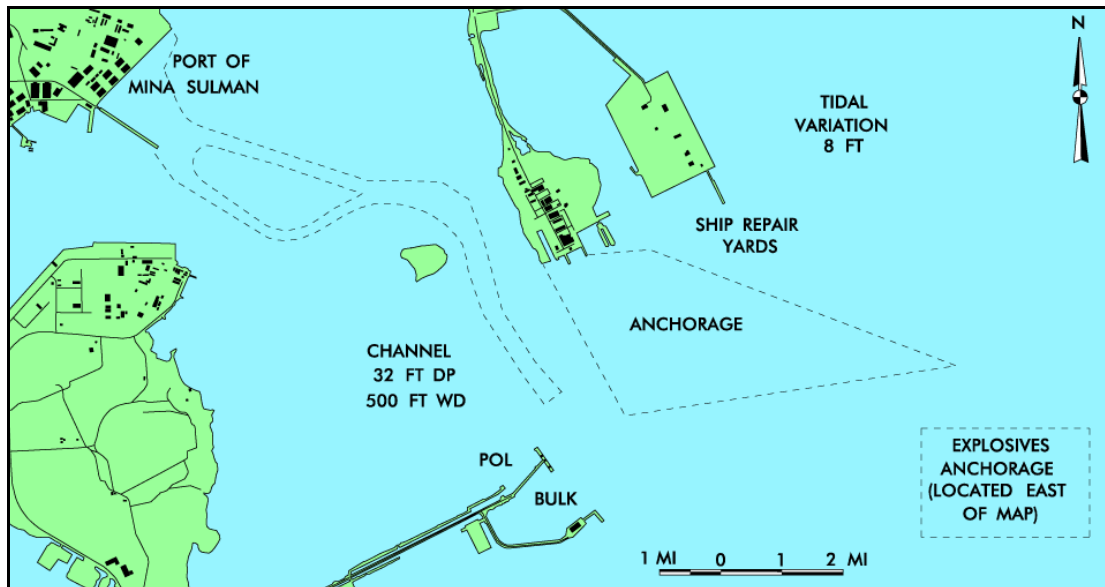 PORT OF
MINA SULMAN
N
TIDAL
VARIATION
8 FT
SHIP REPAIR
YARDS
ANCHORAGE
CHANNEL
32 FT DP
500 FT WD
POL
BULK
EXPLOSIVES
ANCHORAGE
(LOCATED EAST
OF MAP)
1 MI 0 1 2 MI